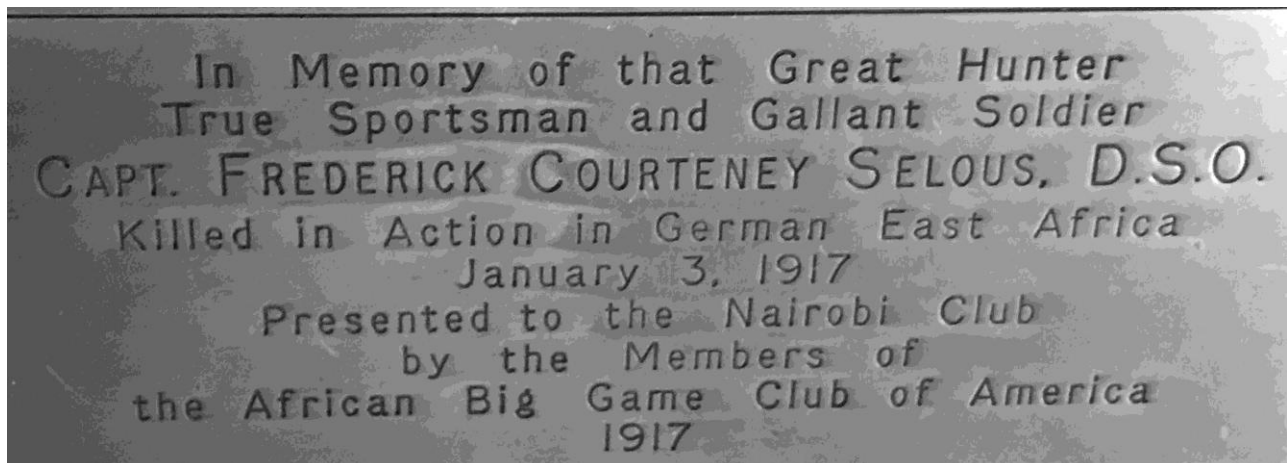 In Memory of that Great Hunter
True Sportsman and Gallant Soldier
CAPT. FREDERICK COURTENEY SELOUS, D.S.O.
Killed in Action in German East Africa
January 3, 1917
Presented to the Nairobi Club
by the Members of
the African Big Game Club of America
1917